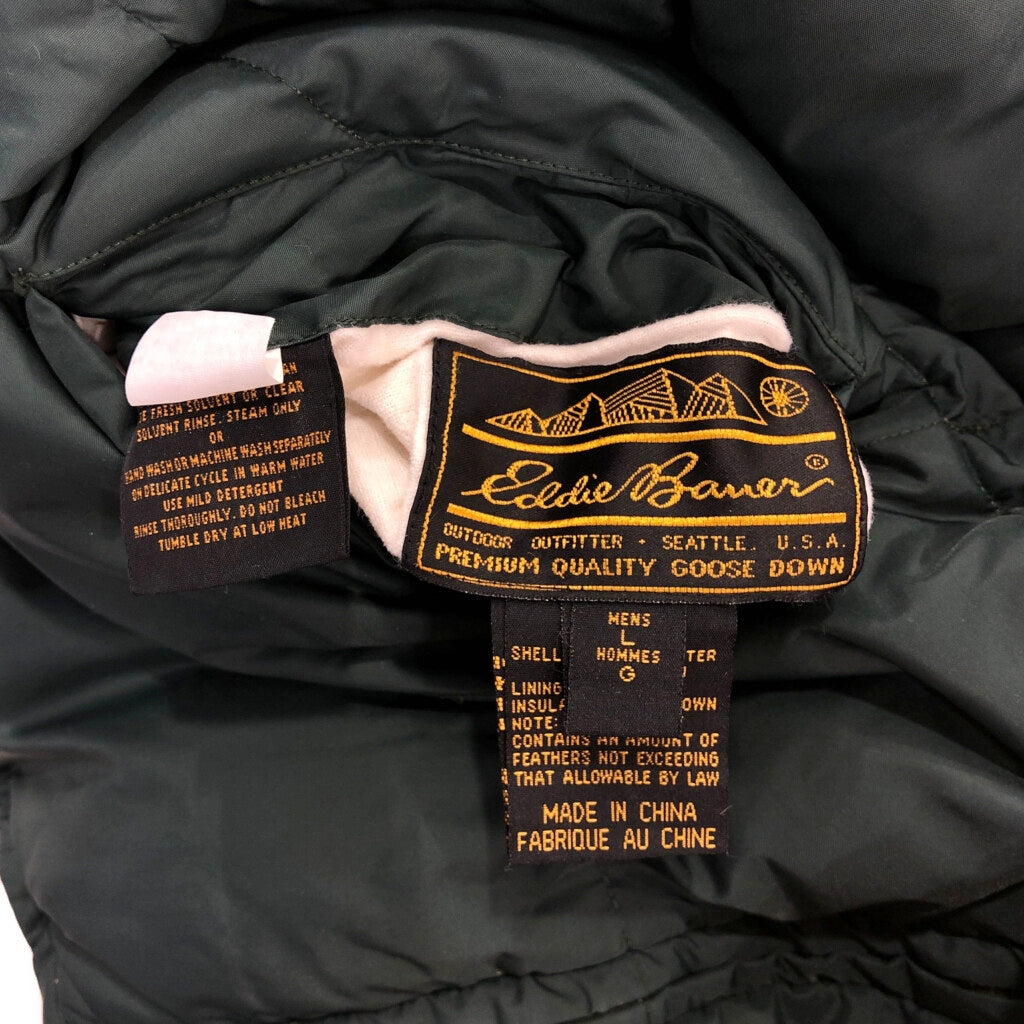 FRESH SOLVENT OR CLEAR
SOLVENT RINSE. STEAM ONLY
OR
HAND WASH OR MACHINE WASH SEPARATELY
ON DELICATE CYCLE IN WARM WATER
USE MILD DETERGENT
RINSE THOROUGHLY. DO NOT BLEACH
TUMBLE DRY AT LOW HEAT
Eddie Bauer ®
OUTDOOR OUTFITTER · SEATTLE. U.S.A.
PREMIUM QUALITY GOOSE DOWN
MENS
L
HOMMES
G
SHELL
LINING
NOTE:
CONTAINS AN AMOUNT OF
FEATHERS NOT EXCEEDING
THAT ALLOWABLE BY LAW
MADE IN CHINA
FABRIQUE AU CHINE